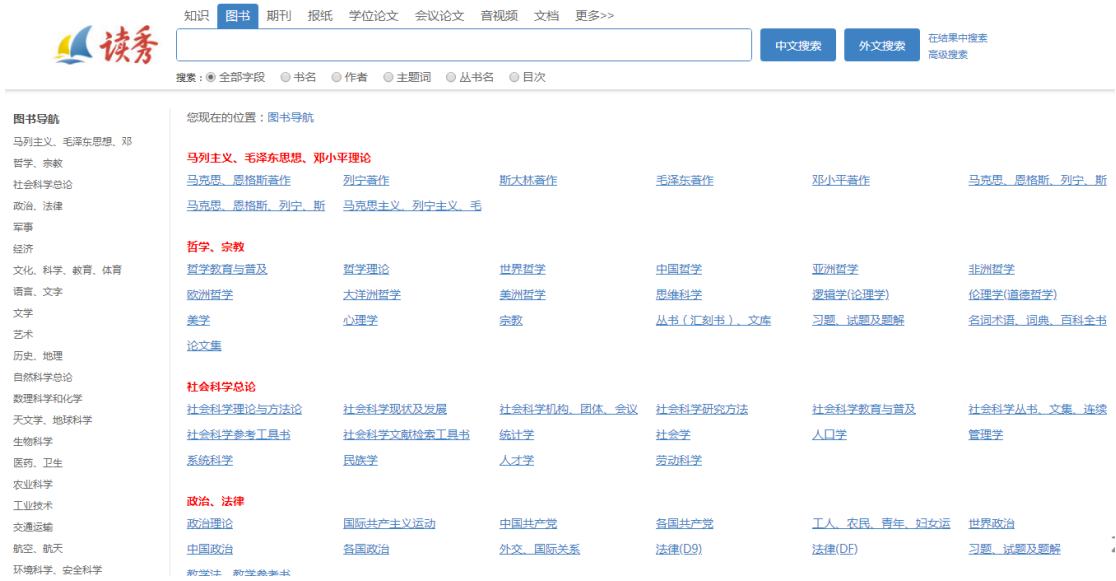 知识 图书 期刊 报纸 学位论文 会议论文 音视频 文档 更多>>
读秀
中文搜索 外文搜索 在结果中搜索
高级搜索
搜索: 全部字段 书名 作者 主题词 丛书名 目次
图书导航
马列主义、毛泽东思想、邓
哲学、宗教
社会科学总论
政治、法律
军事
经济
文化、科学、教育、体育
语言、文字
文学
艺术
历史、地理
自然科学总论
数理科学和化学
天文学、地球科学
生物科学
医药、卫生
农业科学
工业技术
交通运输
航空、航天
环境科学、安全科学
您现在的位置:图书导航
马列主义、毛泽东思想、邓小平理论
马克思、恩格斯著作 列宁著作 斯大林著作 毛泽东著作 邓小平著作 马克思、恩格斯、列宁、斯
马克思、恩格斯、列宁、斯 马克思主义、列宁主义、毛
哲学、宗教
哲学教育与普及 哲学理论 世界哲学 中国哲学 亚洲哲学 非洲哲学
欧洲哲学 大洋洲哲学 美洲哲学 思维科学 逻辑学(论理学) 伦理学(道德哲学)
美学 心理学 宗教 丛书(汇刻书)、文库 习题、试题及题解 名词术语、词典、百科全书
论文集
社会科学总论
社会科学理论与方法论 社会科学现状及发展 社会科学机构、团体、会议 社会科学研究方法 社会科学教育与普及 社会科学丛书、文集、连续
社会科学参考工具书 社会科学文献检索工具书 统计学 社会学 人口学 管理学
系统科学 民族学 人才学 劳动科学
政治、法律
政治理论 国际共产主义运动 中国共产党 各国共产党 工人、农民、青年、妇女运 世界政治
中国政治 各国政治 外交、国际关系 法律(D9) 法律(DF) 习题、试题及题解
教学法、教学参考书